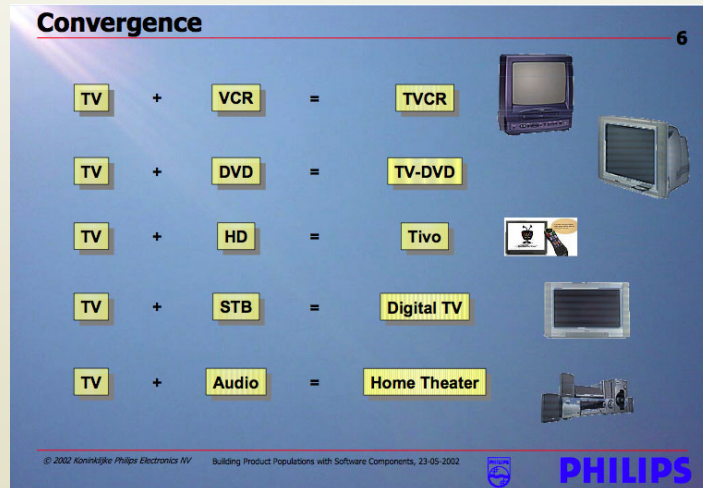 Convergence
6
TV + VCR = TVCR
TV + DVD = TV-DVD
TV + HD = Tivo
TV + STB = Digital TV
TV + Audio = Home Theater
© 2002 Koninklijke Philips Electronics NV Building Product Populations with Software Components, 23-05-2002 PHILIPS PHILIPS